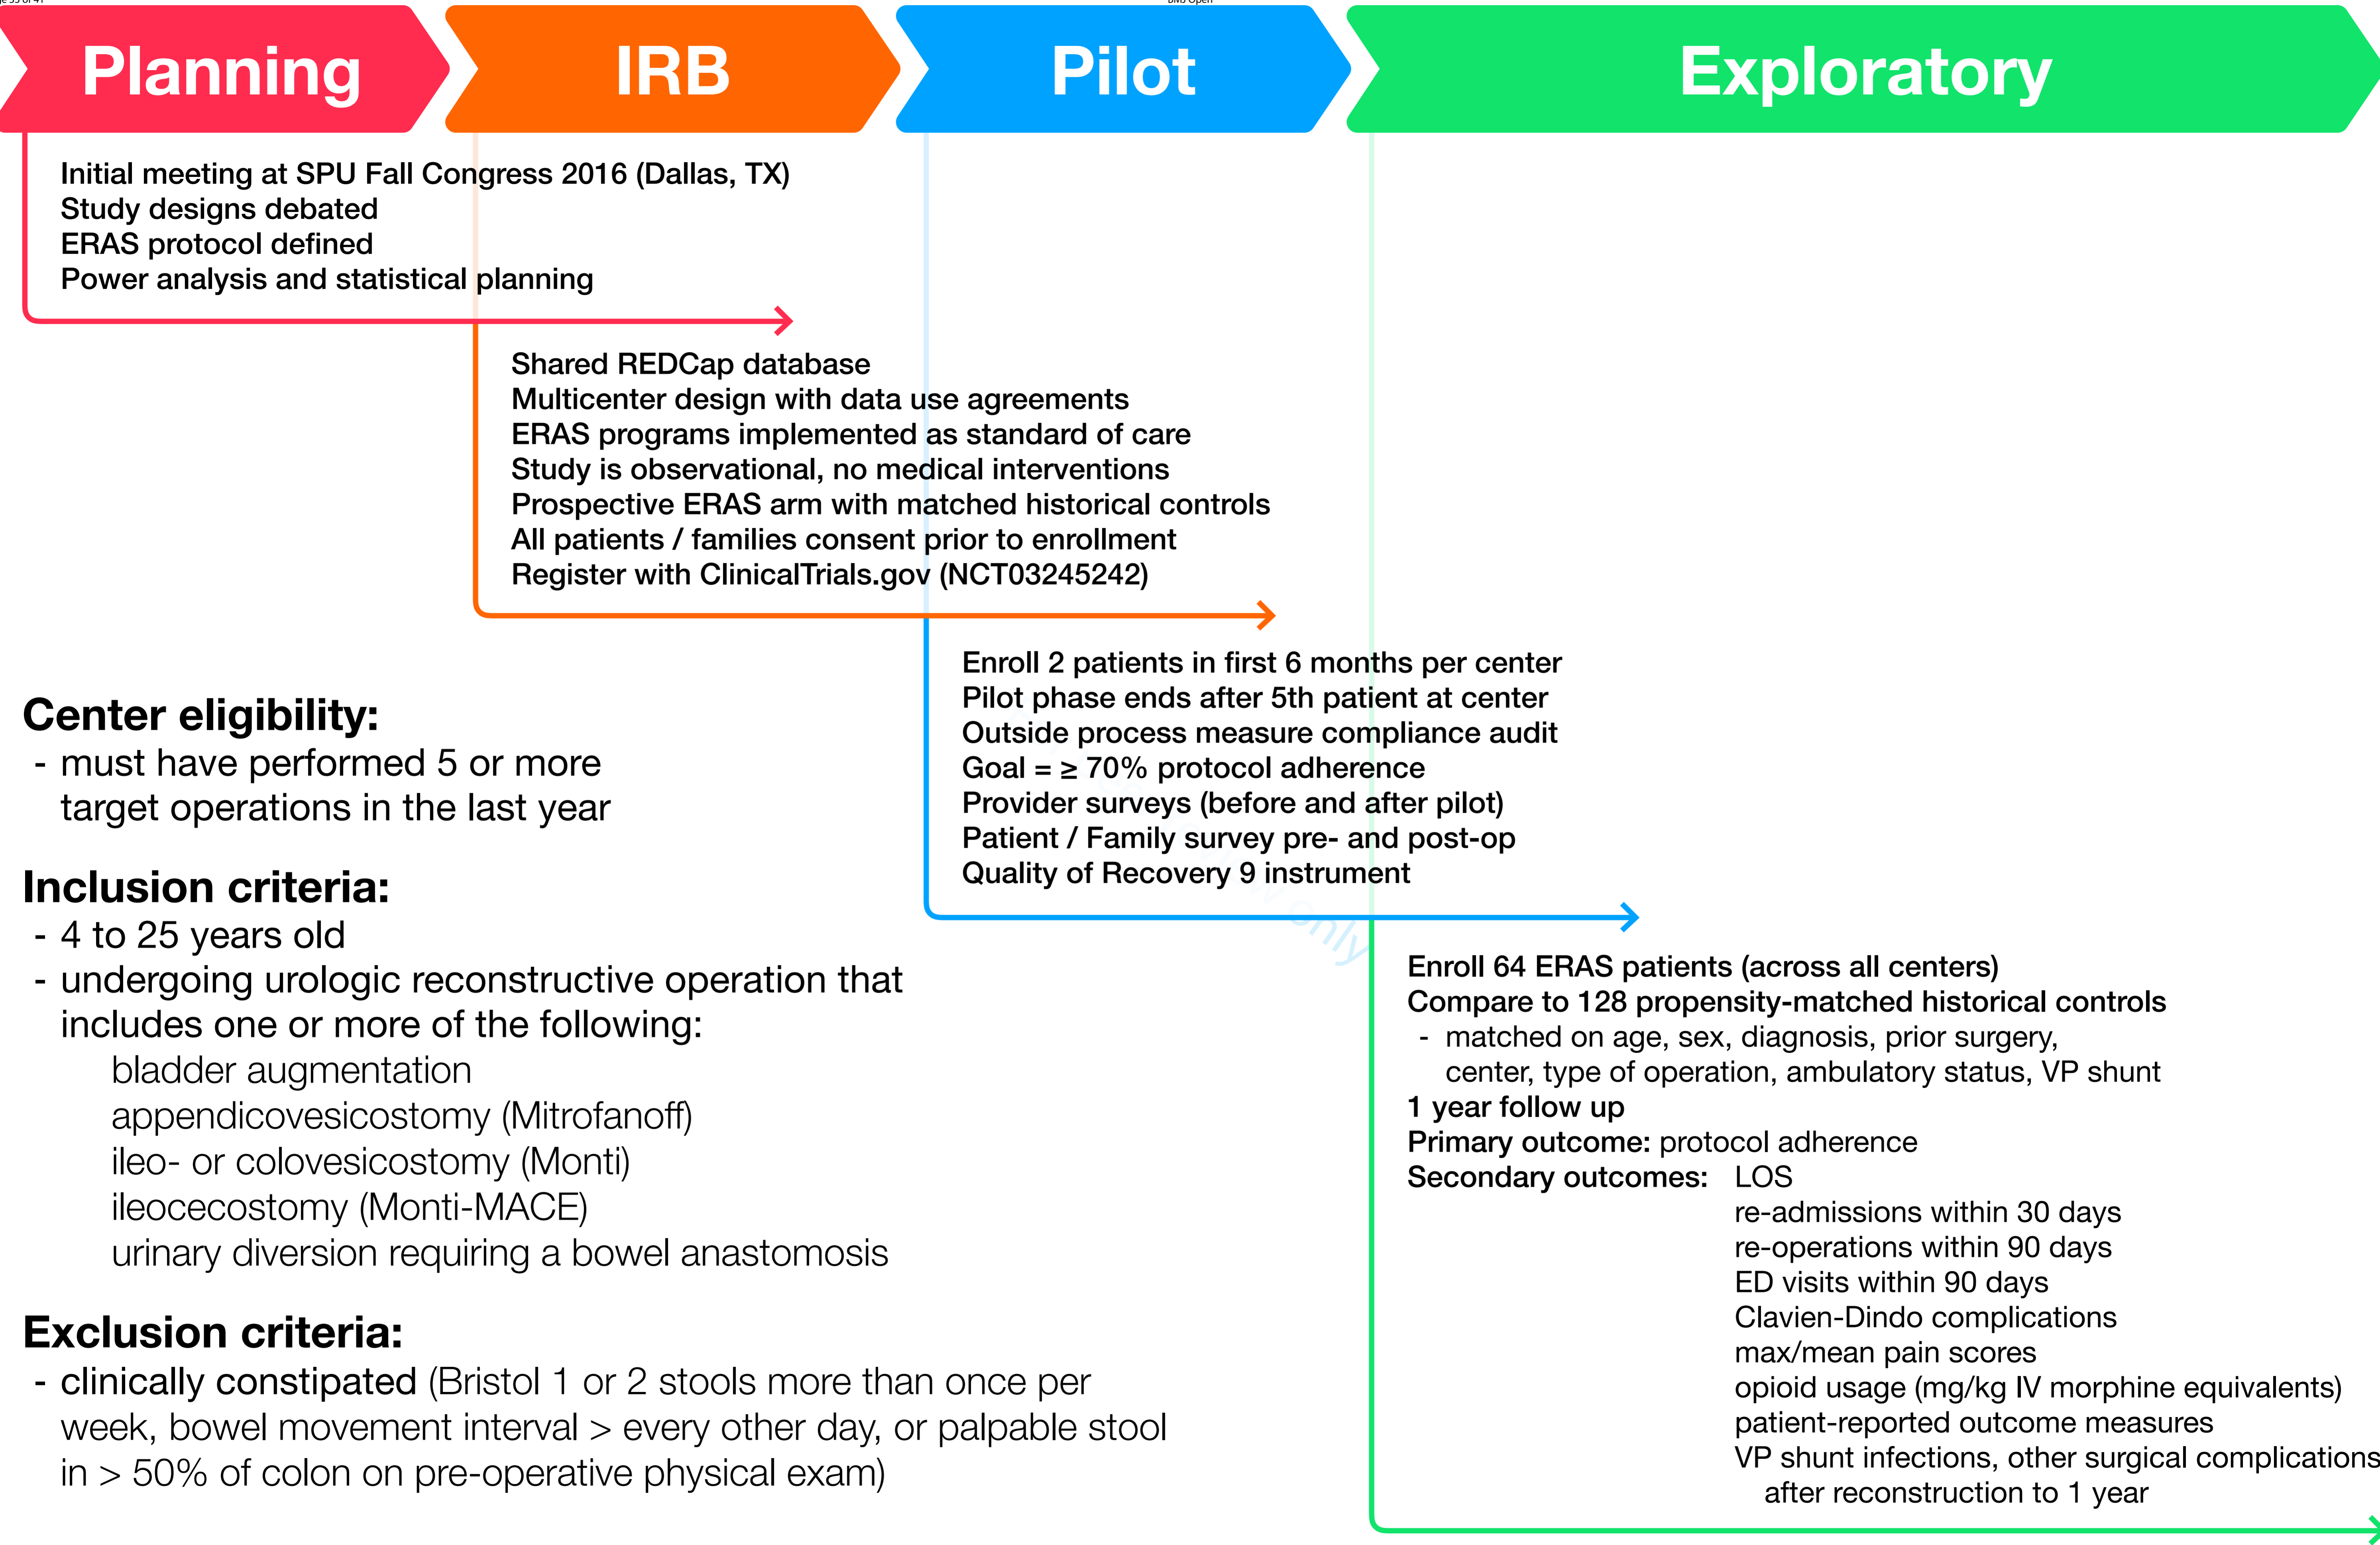 BMJ Open
Planning
IRB
Pilot
Exploratory
Initial meeting at SPU Fall Congress 2016 (Dallas, TX)
Study designs debated
ERAS protocol defined
Power analysis and statistical planning
Shared REDCap database
Multicenter design with data use agreements
ERAS programs implemented as standard of care
Study is observational, no medical interventions
Prospective ERAS arm with matched historical controls
All patients / families consent prior to enrollment
Register with ClinicalTrials.gov (NCT03245242)
Enroll 2 patients in first 6 months per center
Pilot phase ends after 5th patient at center
Outside process measure compliance audit
Goal = ≥ 70% protocol adherence
Provider surveys (before and after pilot)
Patient / Family survey pre- and post-op
Quality of Recovery 9 instrument
only
Center eligibility:
- must have performed 5 or more
target operations in the last year
Inclusion criteria:
- 4 to 25 years old
- undergoing urologic reconstructive operation that
includes one or more of the following:
bladder augmentation
appendicovesicostomy (Mitrofanoff)
ileo- or colovesicostomy (Monti)
ileocecostomy (Monti-MACE)
urinary diversion requiring a bowel anastomosis
Exclusion criteria:
- clinically constipated (Bristol 1 or 2 stools more than once per
week, bowel movement interval > every other day, or palpable stool
in > 50% of colon on pre-operative physical exam)
Enroll 64 ERAS patients (across all centers)
Compare to 128 propensity-matched historical controls
- matched on age, sex, diagnosis, prior surgery,
center, type of operation, ambulatory status, VP shunt
1 year follow up
Primary outcome: protocol adherence
Secondary outcomes: LOS
re-admissions within 30 days
re-operations within 90 days
ED visits within 90 days
Clavien-Dindo complications
max/mean pain scores
opioid usage (mg/kg IV morphine equivalents)
patient-reported outcome measures
VP shunt infections, other surgical complications
after reconstruction to 1 year